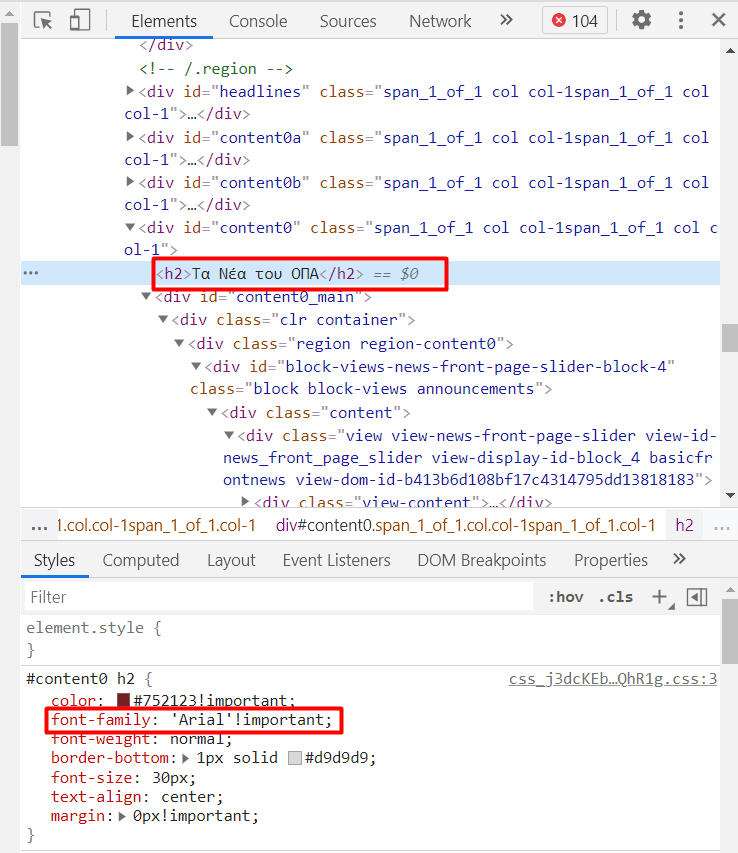 Elements Console Sources Network » 104
</div>
<!-- /.region -->
<div id="headlines" class="span_1_of_1 col col-1span_1_of_1 col
col-1">…</div>
<div id="content0a" class="span_1_of_1 col col-1span_1_of_1 col
col-1">…</div>
<div id="content0b" class="span_1_of_1 col col-1span_1_of_1 col
col-1">…</div>
<div id="content0" class="span_1_of_1 col col-1span_1_of_1 col c
ol-1">
<h2>Τα Νέα του ΟΠΑ</h2> == $0
<div id="content0_main">
<div class="clr container">
<div class="region region-content0">
<div id="block-views-news-front-page-slider-block-4"
class="block block-views announcements">
<div class="content">
<div class="view view-news-front-page-slider view-id-
news_front_page_slider view-display-id-block_4 basicfr
ontnews view-dom-id-b413b6d108bf17c4314795dd13818183">
<div class="view-content">…</div>
... 1.col.col-1span_1_of_1.col-1 div#content0.span_1_of_1.col.col-1span_1_of_1.col-1 h2 ...
Styles Computed Layout Event Listeners DOM Breakpoints Properties »
Filter :hov .cls +
element.style {
}
#content0 h2 { css_j3dcKEb…QhR1g.css:3
color: #752123!important;
font-family: 'Arial'!important;
font-weight: normal;
border-bottom: 1px solid #d9d9d9;
font-size: 30px;
text-align: center;
margin: 0px!important;
}